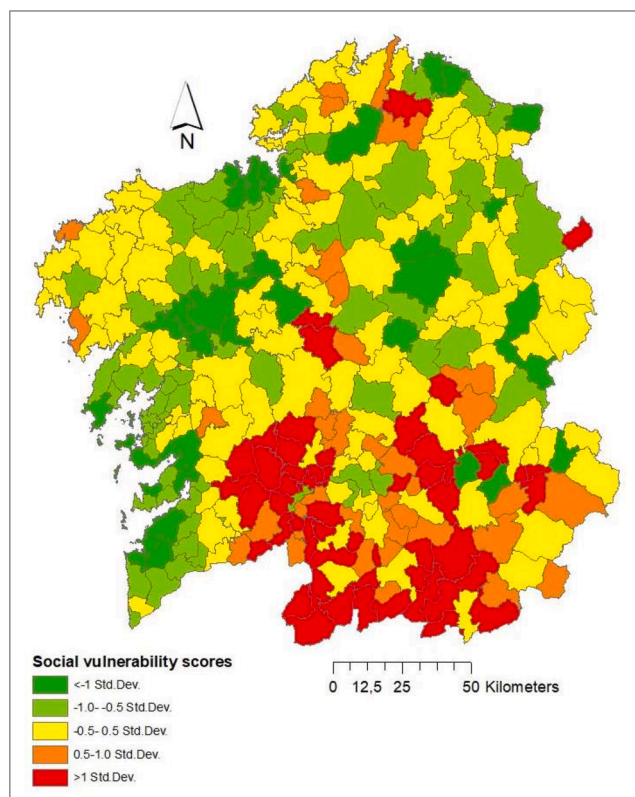 N
Social vulnerability scores
<-1 Std.Dev.
-1.0- -0.5 Std.Dev.
-0.5- 0.5 Std.Dev.
0.5-1.0 Std.Dev.
>1 Std.Dev.
0 12,5 25 50 Kilometers